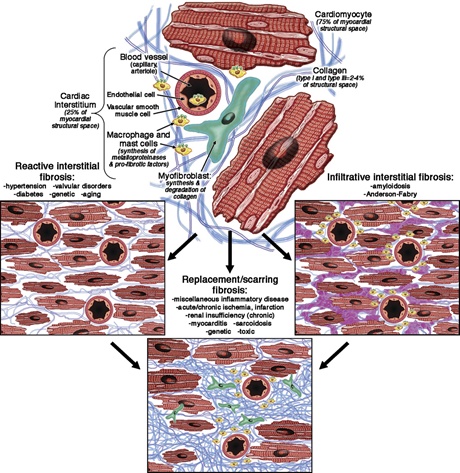 Cardiomyocyte
(75% of myocardial
structural space)
Blood vessel
(capillary,
arteriole)
Collagen
(type I and type III=2-4%
of structural space)
Endothelial cell
Cardiac
Interstitium
(25% of
myocardial
structural space)
Vascular smooth
muscle cell
Macrophage and
mast cells
(synthesis of
metalloproteinases
& pro-fibrotic factors)
Myofibroblast:
synthesis &
degradation of
collagen
Reactive interstitial
fibrosis:
-hypertension -valvular disorders
-diabetes -genetic -aging
Infiltrative interstitial fibrosis:
-amyloidosis
-Anderson-Fabry
Replacement/scarring
fibrosis:
-miscellaneous inflammatory disease
-acute/chronic ischemia, infarction
-renal insufficiency (chronic)
-myocarditis -sarcoidosis
-genetic -toxic